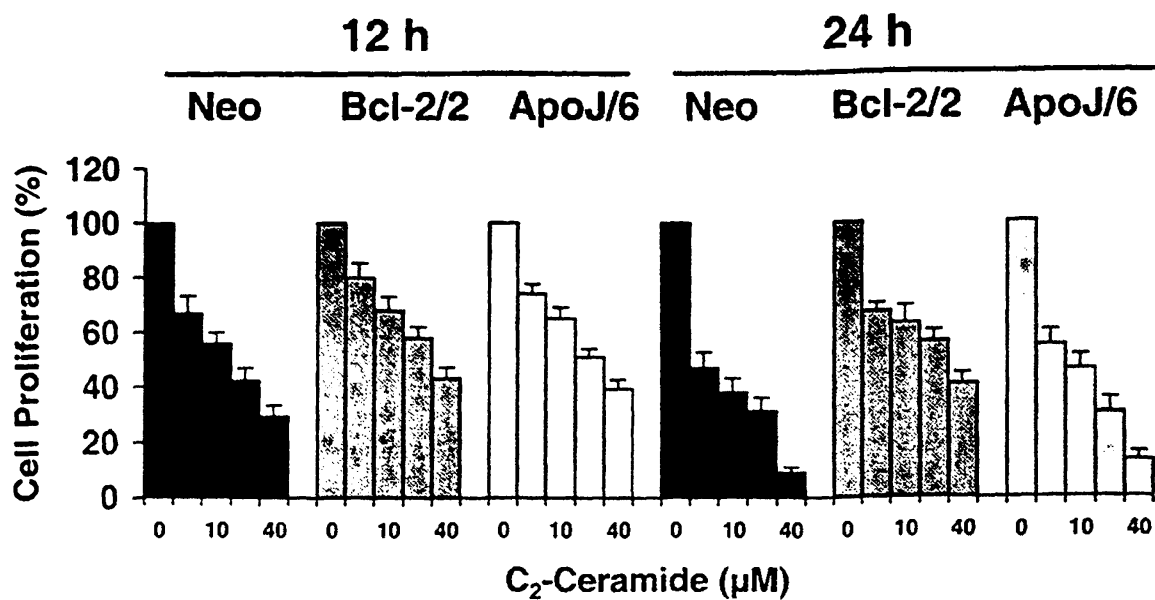 12 h 24 h
Neo Bcl-2/2 ApoJ/6 Neo Bcl-2/2 ApoJ/6
120
100
80
60
40
20
0
Cell Proliferation (%)
0 10 40 0 10 40 0 10 40 0 10 40 0 10 40 0 10 40
C₂-Ceramide (µM)